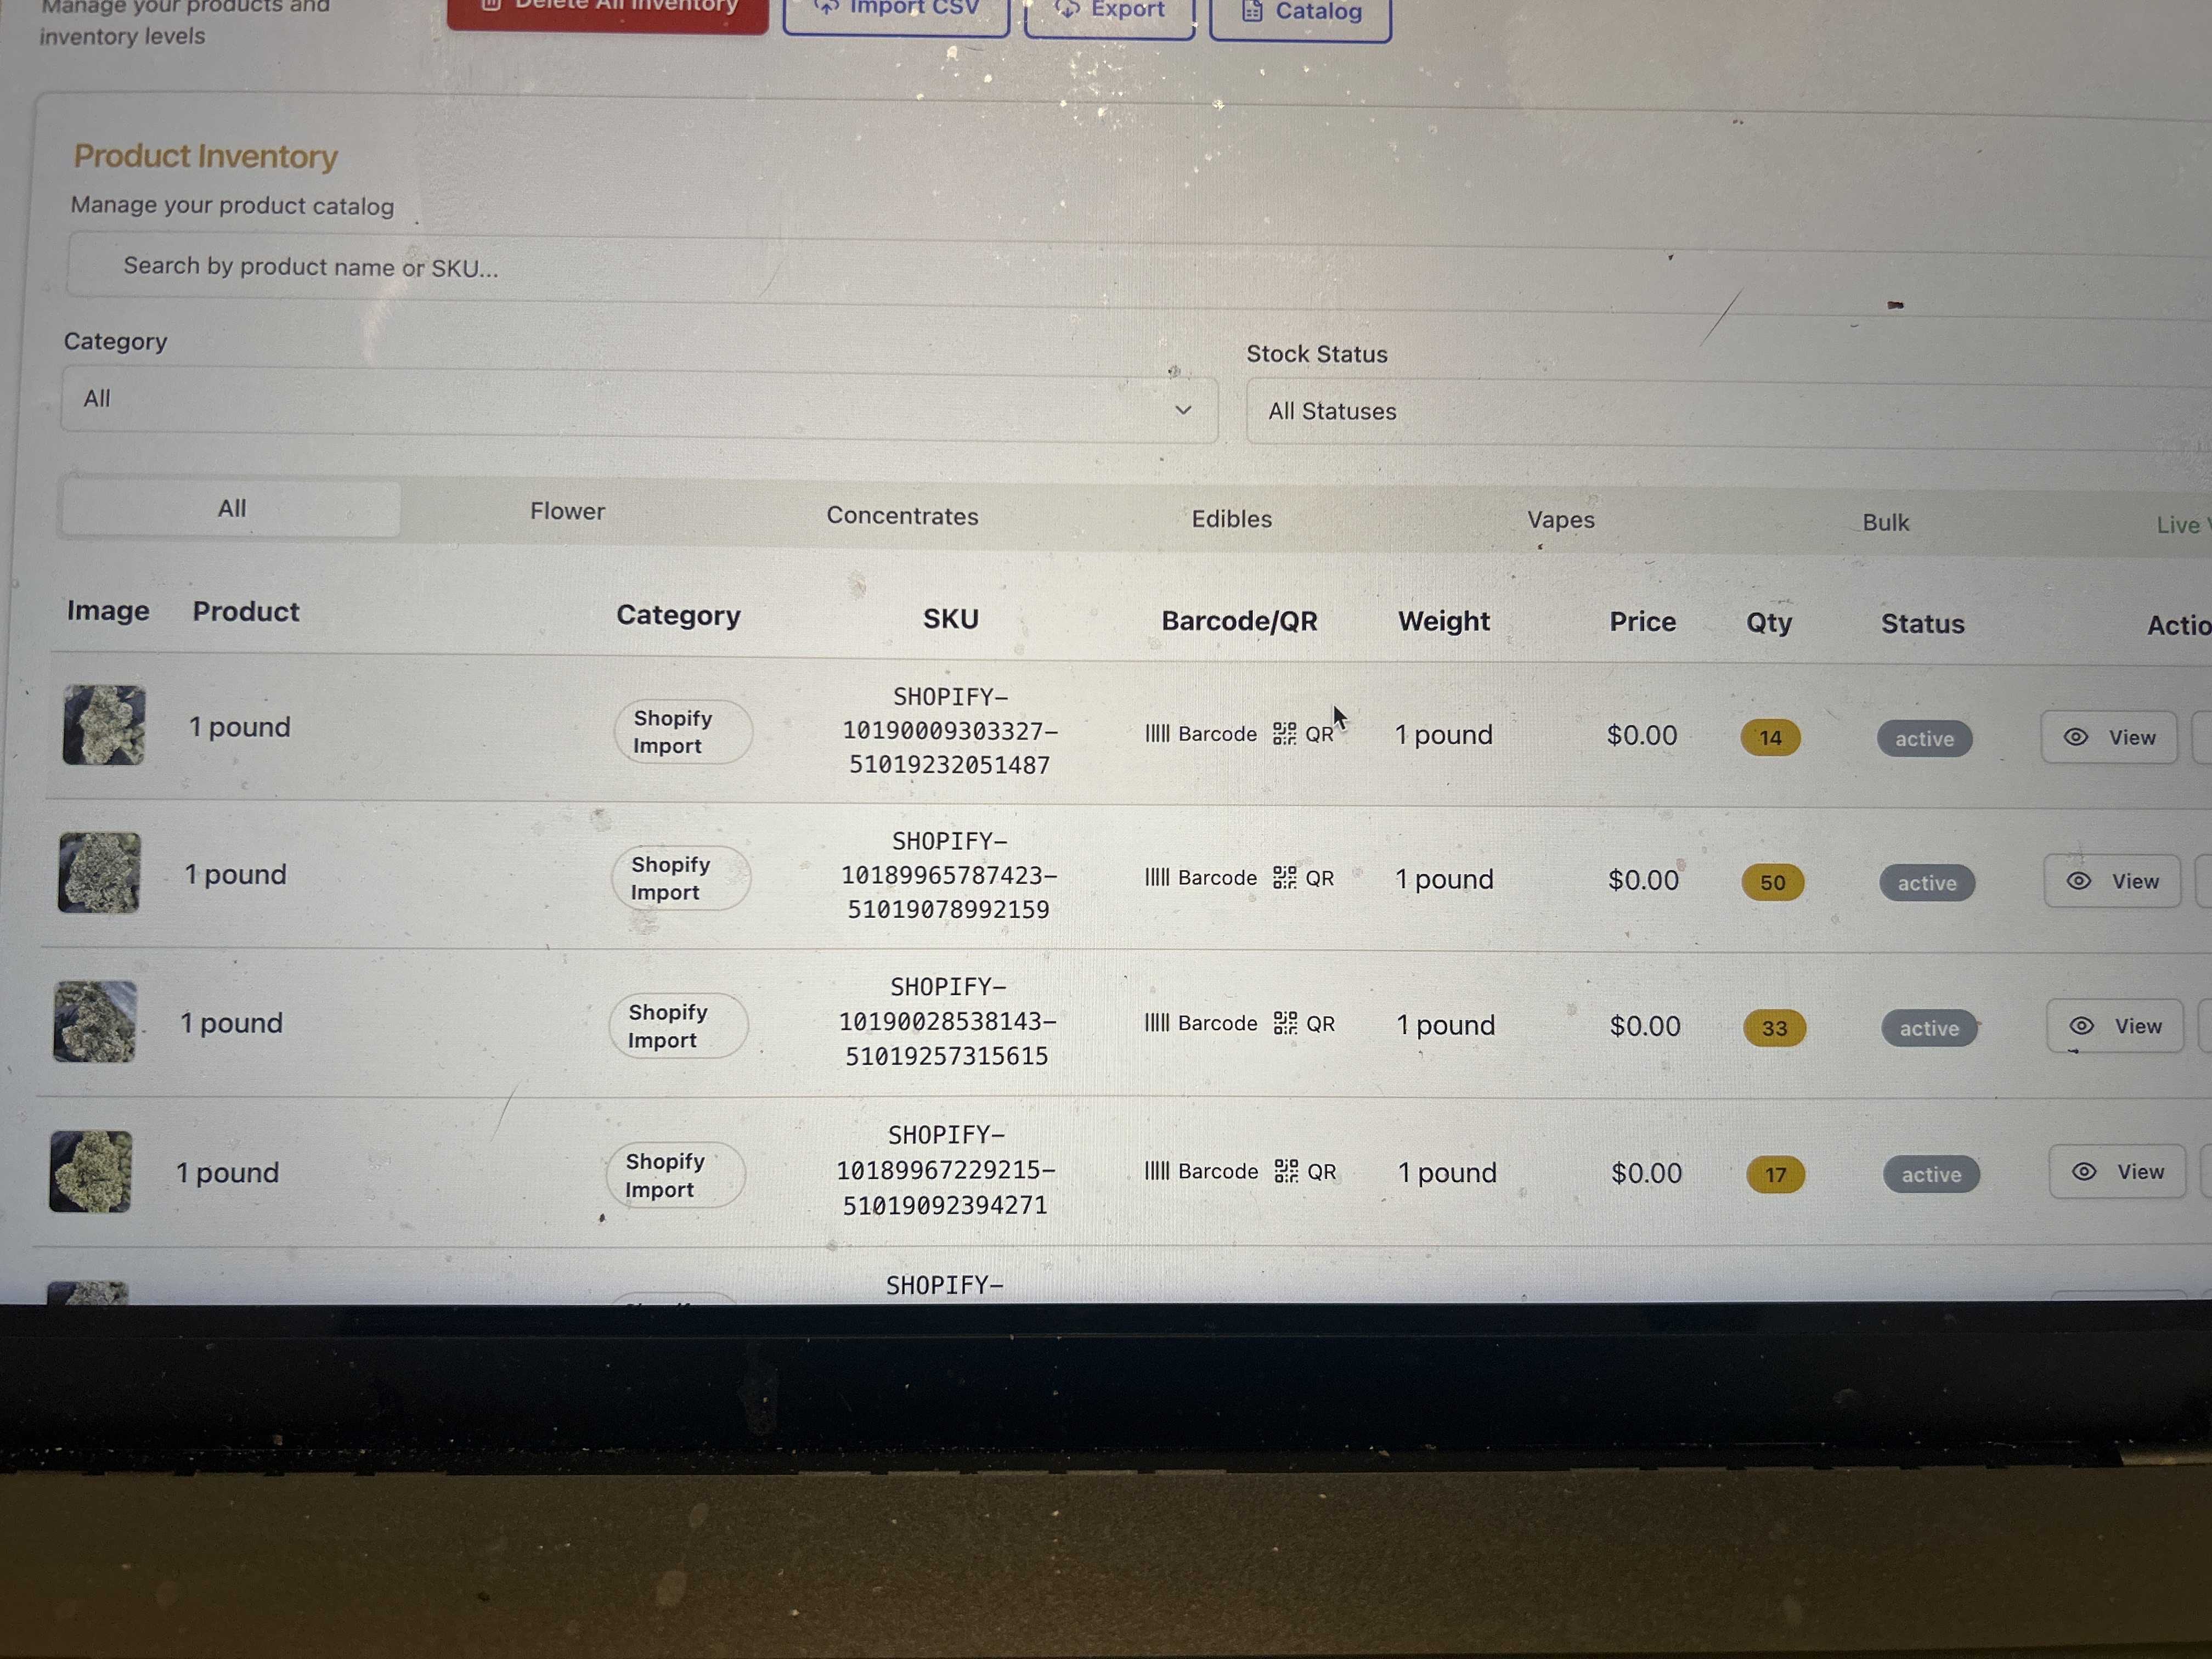 Manage your products and
inventory levels
Delete All Inventory
Import CSV
Export
Catalog
Product Inventory
Manage your product catalog
Search by product name or SKU...
Category
Stock Status
All
All Statuses
All
Flower
Concentrates
Edibles
Vapes
Bulk
Live
Image
Product
Category
SKU
Barcode/QR
Weight
Price
Qty
Status
Actio
1 pound
Shopify
Import
SHOPIFY-
10190009303327-
51019232051487
Barcode
QR
1 pound
$0.00
14
active
View
1 pound
Shopify
Import
SHOPIFY-
10189965787423-
51019078992159
Barcode
QR
1 pound
$0.00
50
active
View
1 pound
Shopify
Import
SHOPIFY-
10190028538143-
51019257315615
Barcode
QR
1 pound
$0.00
33
active
View
1 pound
Shopify
Import
SHOPIFY-
10189967229215-
51019092394271
Barcode
QR
1 pound
$0.00
17
active
View
SHOPIFY-